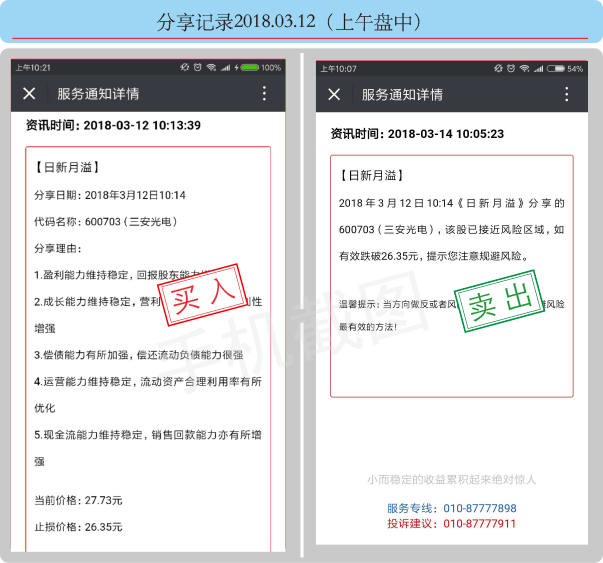 分享记录2018.03.12（上午盘中）
上午10:21
100%
服务通知详情
资讯时间：2018-03-12 10:13:39
【日新月溢】
分享日期：2018年3月12日10:14
代码名称：600703（三安光电）
分享理由：
1.盈利能力维持稳定，回报股东能力
买入
2.成长能力维持稳定，营利 性
增强
3.偿债能力有所加强，偿还流动负债能力很强
4.运营能力维持稳定，流动资产合理利用率有所
优化
5.现金流能力维持稳定，销售回款能力亦有所增
强
当前价格：27.73元
止损价格：26.35元
上午10:07
54%
服务通知详情
资讯时间：2018-03-14 10:05:23
【日新月溢】
2018年3月12日10:14《日新月溢》分享的
600703（三安光电），该股已接近风险区域，如
有效跌破26.35元，提示您注意规避风险。
卖出
温馨提示：当方向做反或者风 避风险
最有效的方法！
小而稳定的收益累积起来绝对惊人
服务专线：010-87777898
投诉建议：010-87777911
手机截图